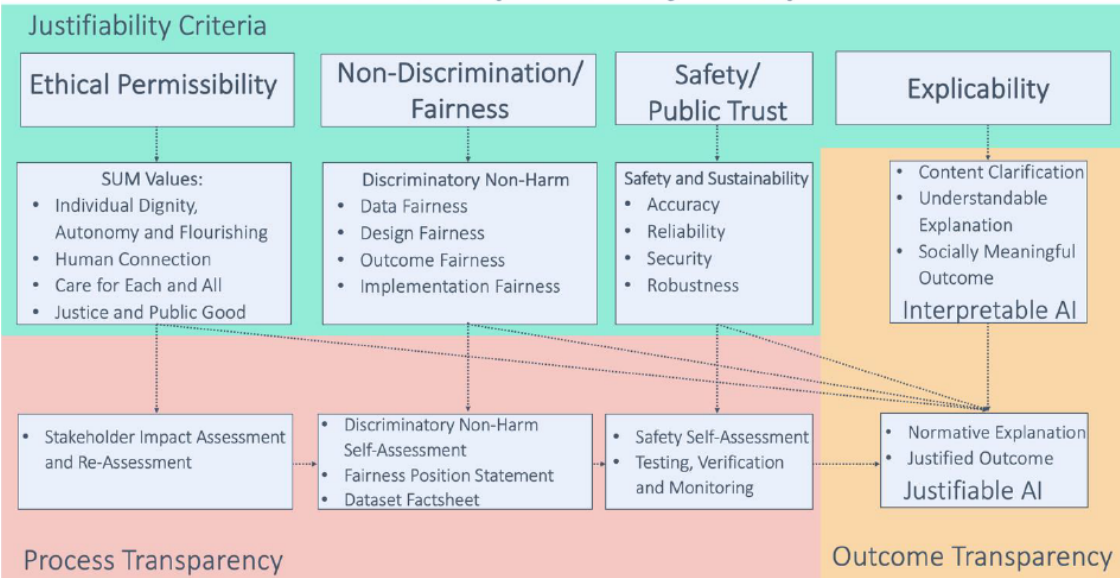 Justifiability Criteria
Ethical Permissibility
Non-Discrimination/
Fairness
Safety/
Public Trust
Explicability
SUM Values:
• Individual Dignity,
Autonomy and Flourishing
• Human Connection
• Care for Each and All
• Justice and Public Good
Discriminatory Non-Harm
• Data Fairness
• Design Fairness
• Outcome Fairness
• Implementation Fairness
Safety and Sustainability
• Accuracy
• Reliability
• Security
• Robustness
• Content Clarification
• Understandable
Explanation
• Socially Meaningful
Outcome
Interpretable AI
• Stakeholder Impact Assessment
and Re-Assessment
• Discriminatory Non-Harm
Self-Assessment
• Fairness Position Statement
• Dataset Factsheet
• Safety Self-Assessment
• Testing, Verification
and Monitoring
• Normative Explanation
• Justified Outcome
Justifiable AI
Process Transparency
Outcome Transparency